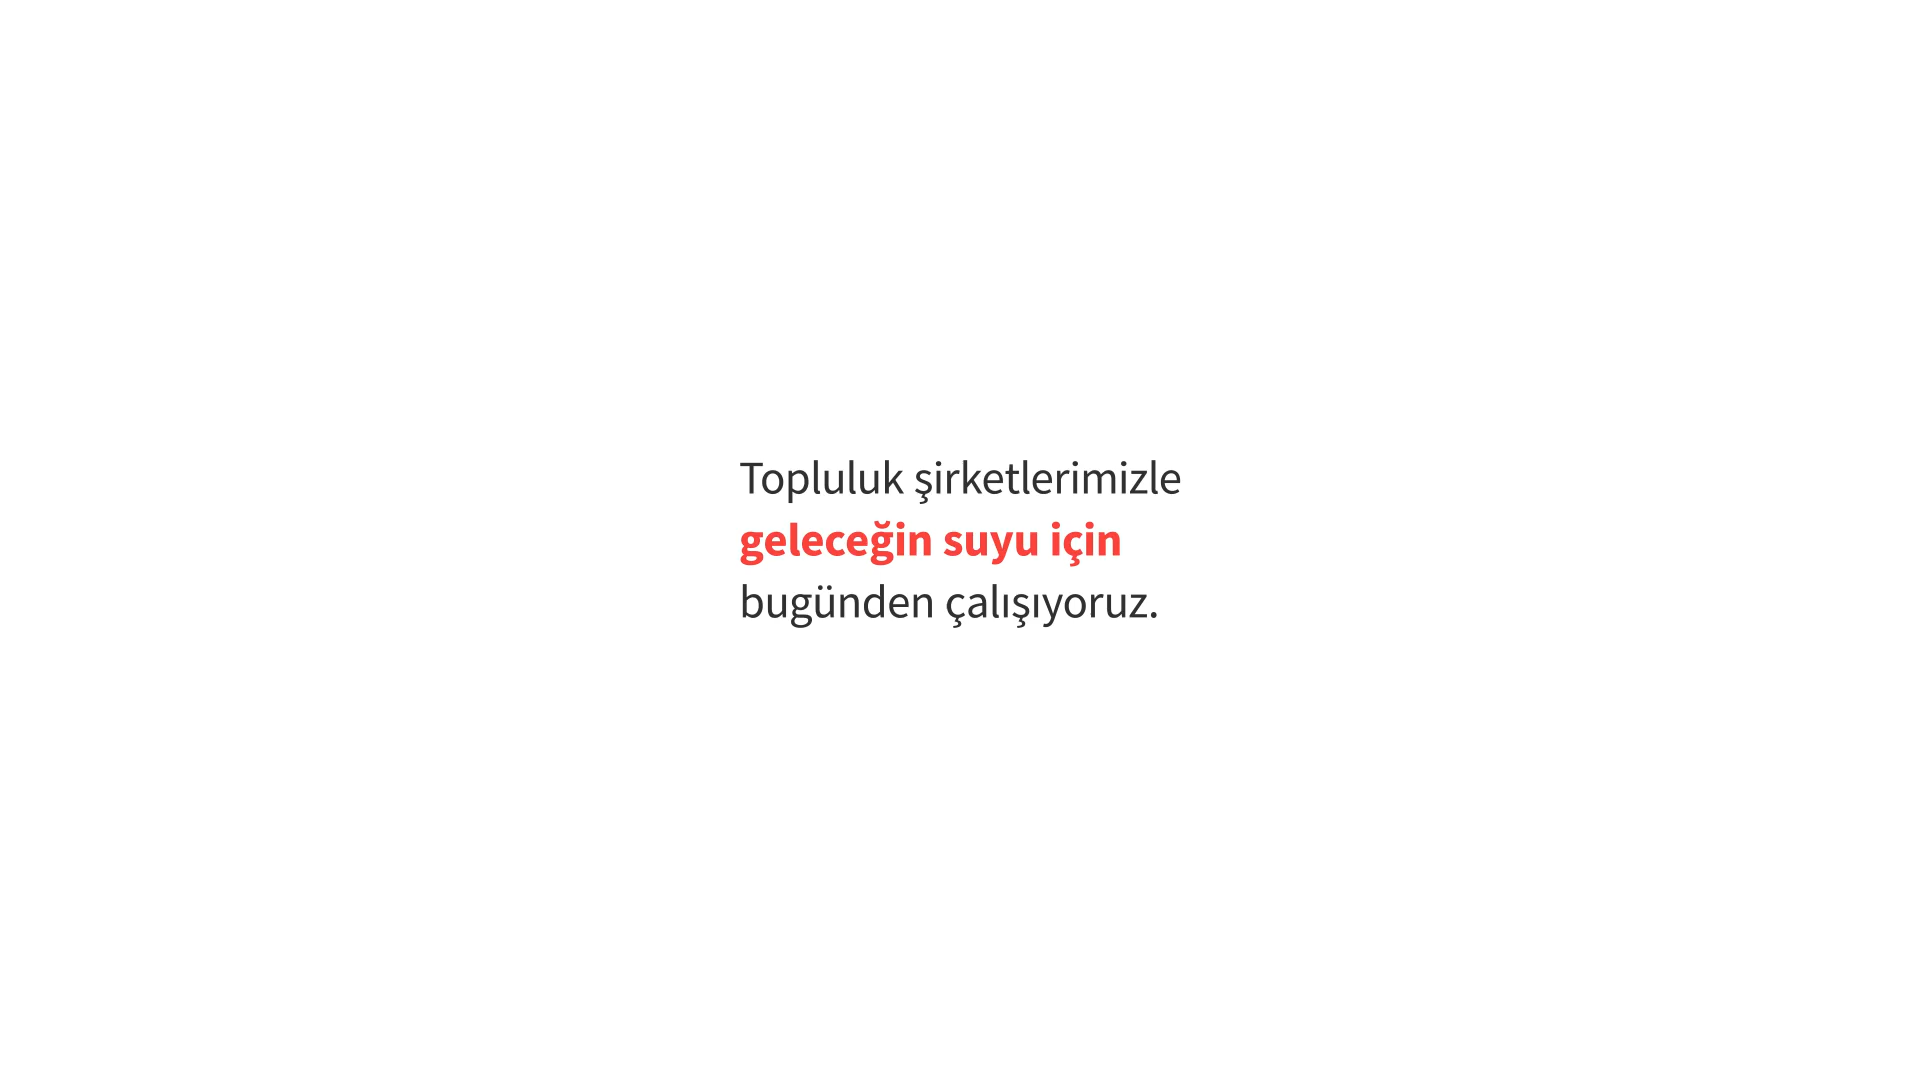 Topluluk şirketlerimizle
geleceğin suyu için
bugünden çalışıyoruz.